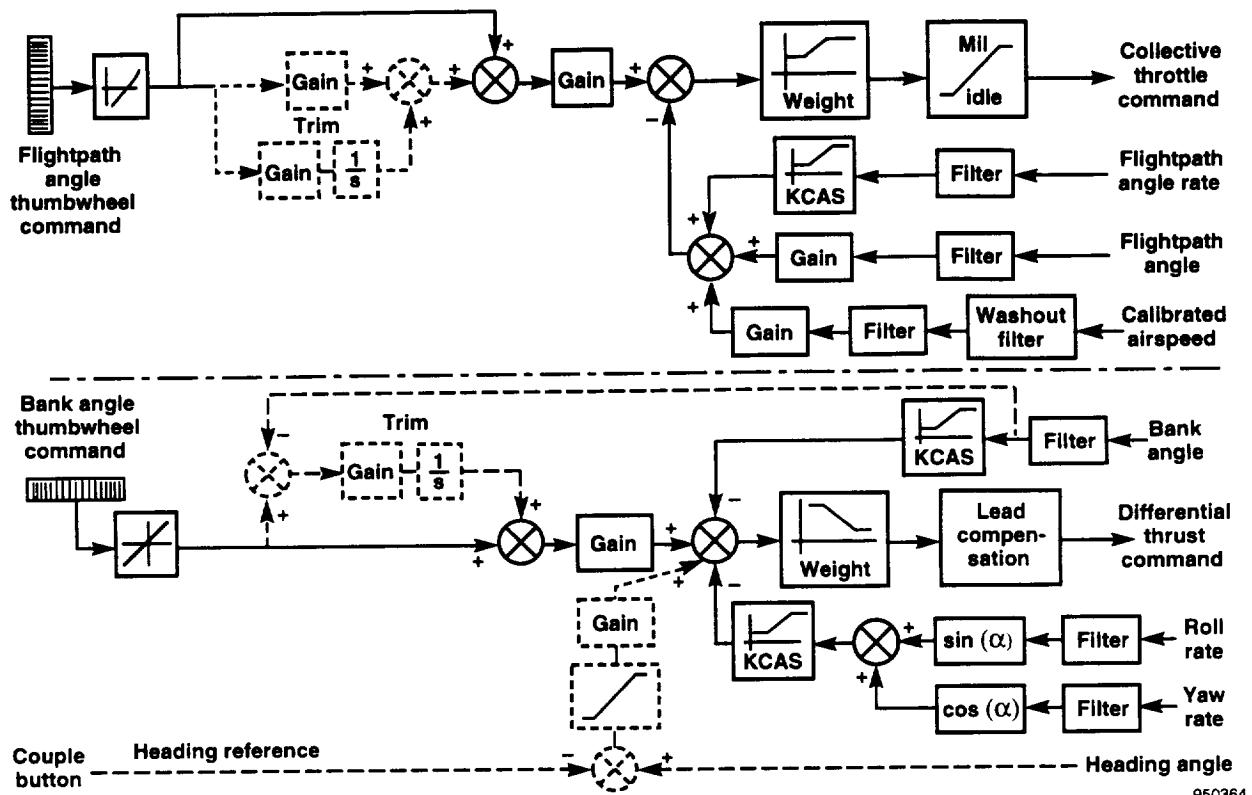 Flightpath
angle
thumbwheel
command
Gain
Trim
Gain
1
s
+
+
+
+
Gain
+
−
Weight
Mil
idle
Collective
throttle
command
KCAS
Filter
Flightpath
angle rate
+
+
+
Gain
Filter
Flightpath
angle
Gain
Filter
Washout
filter
Calibrated
airspeed
Bank angle
thumbwheel
command
−
+
Trim
Gain
1
s
+
+
Gain
+
+
−
−
KCAS
Filter
Bank
angle
Weight
Lead
compen-
sation
Differential
thrust
command
Gain
KCAS
+
+
sin (α)
Filter
Roll
rate
cos (α)
Filter
Yaw
rate
Couple
button
Heading reference
−
+
Heading angle
950364